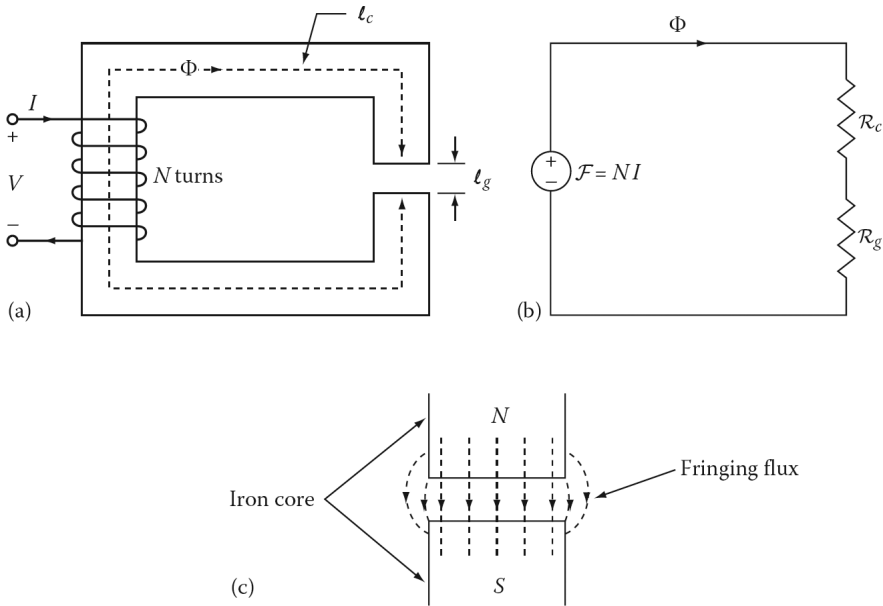 ℓc
Φ
I
+
V
−
N turns
ℓg
(a)
Φ
+
−
ℱ = NI
ℛc
ℛg
(b)
N
Fringing flux
Iron core
S
(c)